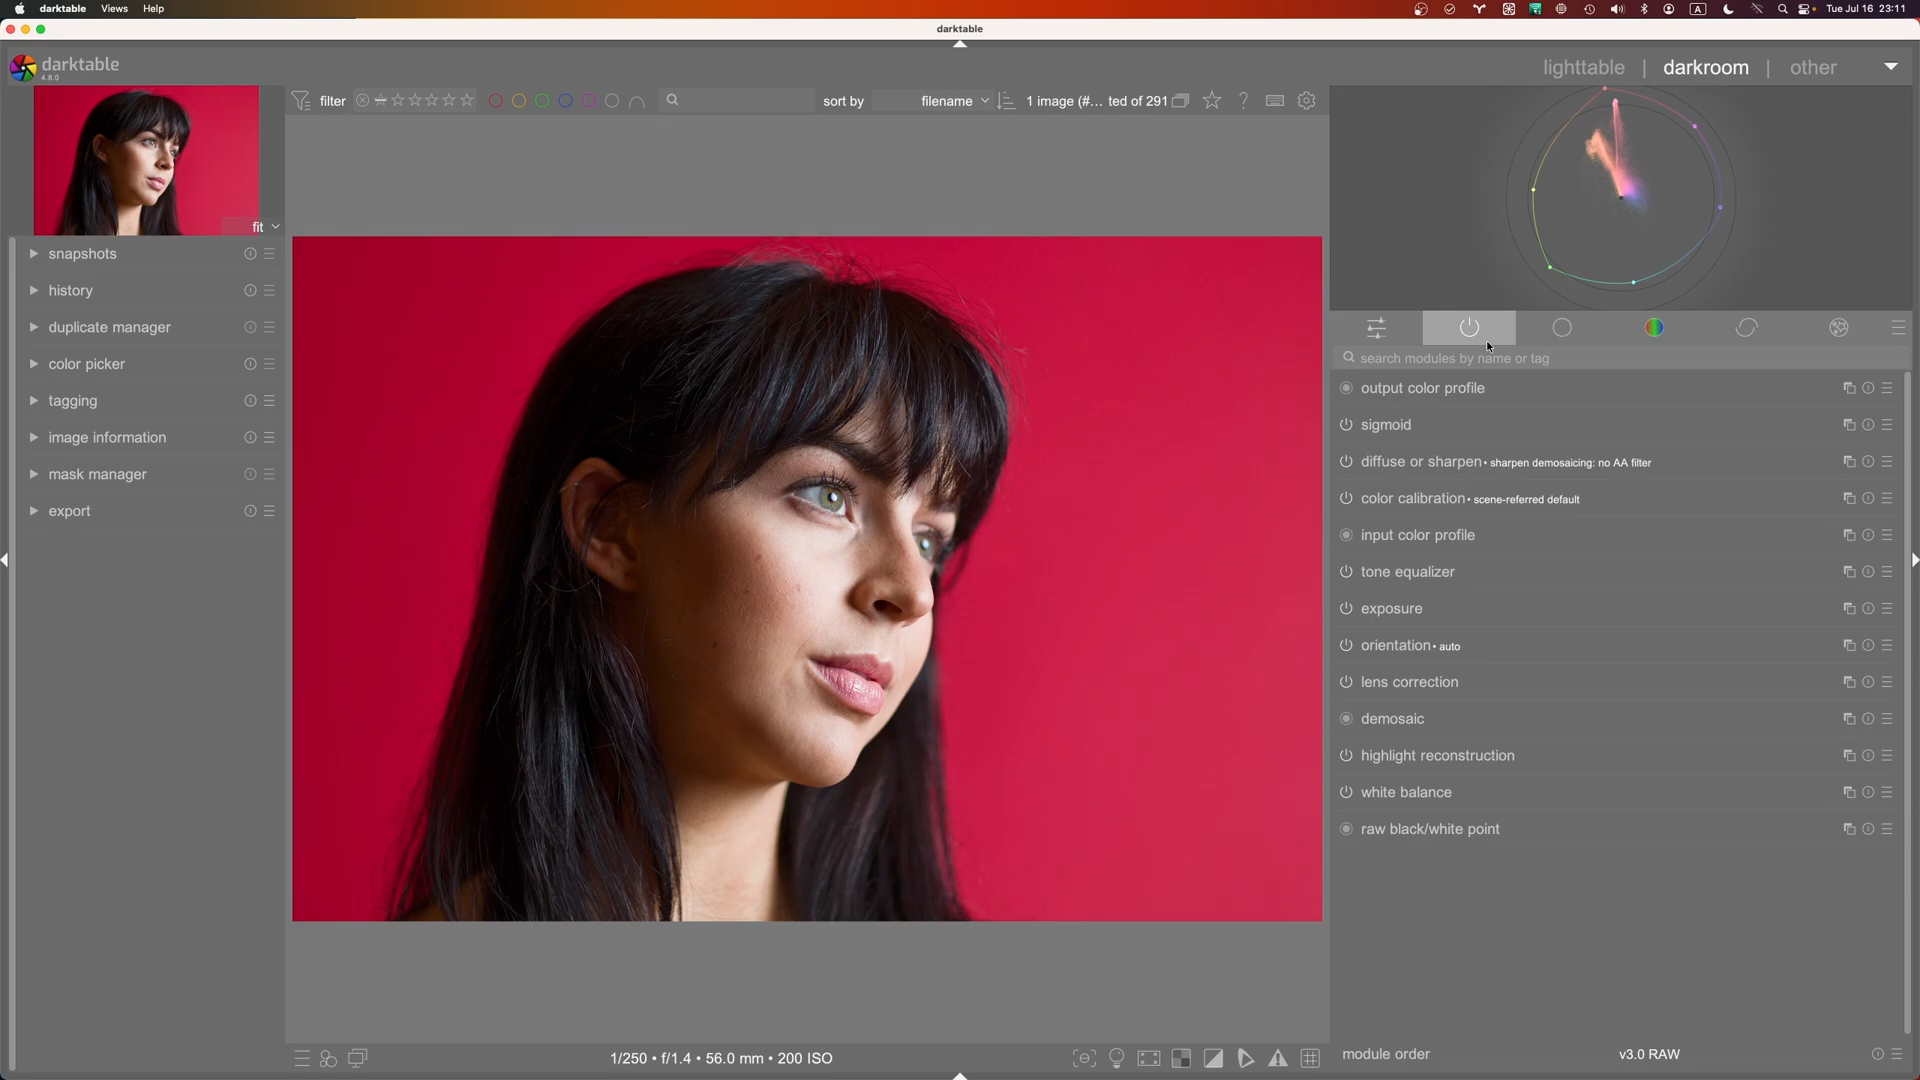 darktable Views Help
A Tue Jul 16 23:11
darktable
darktable
4.8.0
lighttable | darkroom | other
filter
sort by filename 1 image (#... ted of 291
fit
snapshots
history
duplicate manager
color picker
tagging
image information
mask manager
export
search modules by name or tag
output color profile
sigmoid
diffuse or sharpen • sharpen demosaicing: no AA filter
color calibration • scene-referred default
input color profile
tone equalizer
exposure
orientation • auto
lens correction
demosaic
highlight reconstruction
white balance
raw black/white point
1/250 • f/1.4 • 56.0 mm • 200 ISO
module order v3.0 RAW